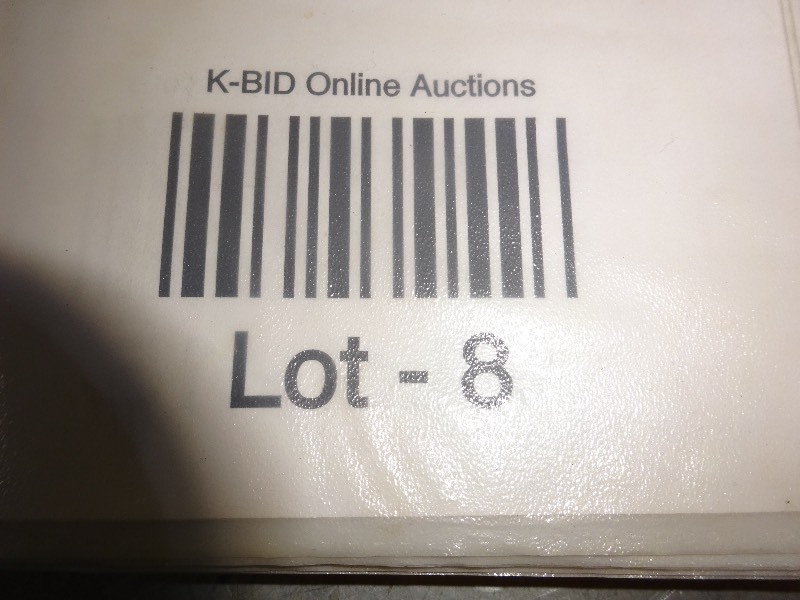 K-BID Online Auctions
Lot - 8